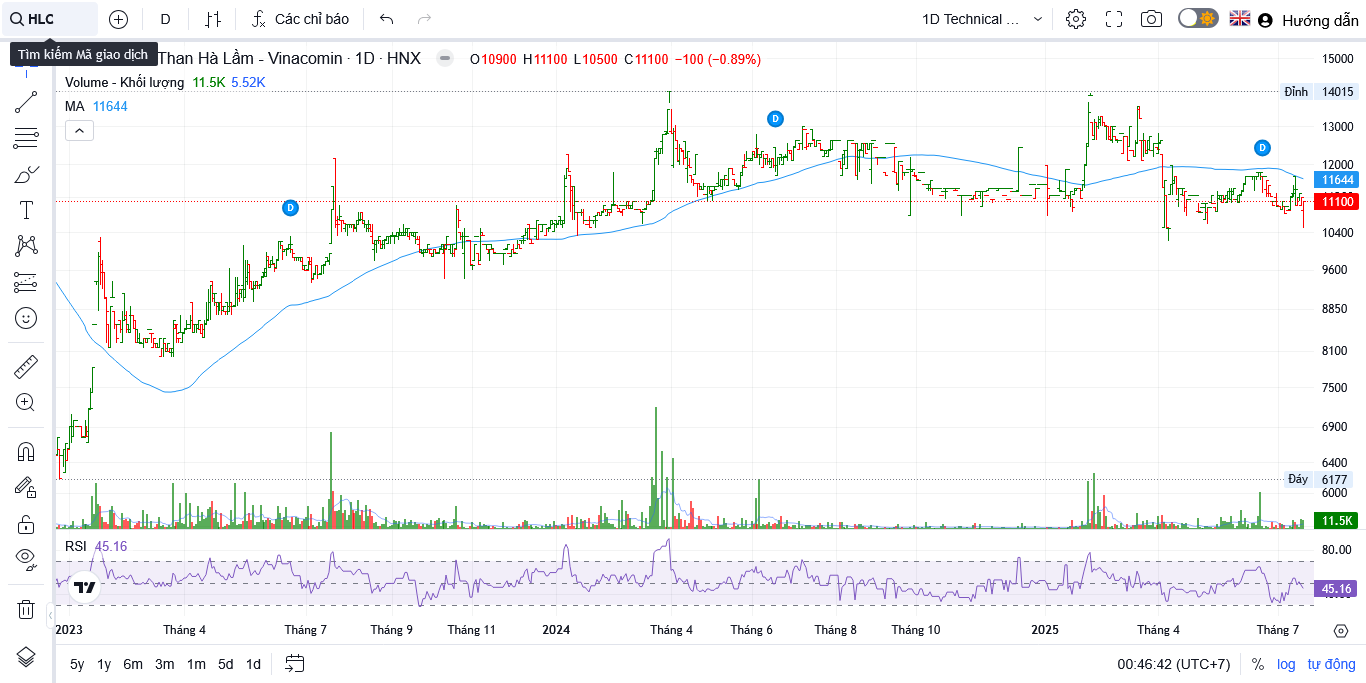 HLC
D
Các chỉ báo
1D Technical ...
Hướng dẫn
Tìm kiếm Mã giao dịch
Than Hà Lầm - Vinacomin · 1D · HNX
O10900 H11100 L10500 C11100 −100 (−0.89%)
Volume - Khối lượng 11.5K 5.52K
MA 11644
D
D
D
15000
Đỉnh 14015
13000
12000
11644
11100
10400
9600
8850
8100
7500
6900
6400
Đáy 6177
6000
11.5K
RSI 45.16
80.00
45.16
2023 Tháng 4 Tháng 7 Tháng 9 Tháng 11 2024 Tháng 4 Tháng 6 Tháng 8 Tháng 10 2025 Tháng 4 Tháng 7
5y 1y 6m 3m 1m 5d 1d
00:46:42 (UTC+7) % log tự động